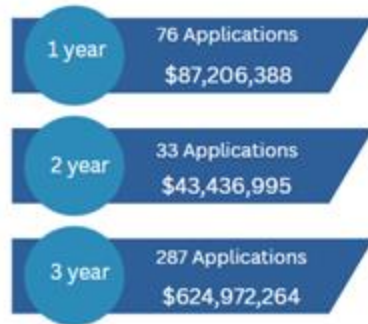 1 year
76 Applications
$87,206,388
2 year
33 Applications
$43,436,995
3 year
287 Applications
$624,972,264